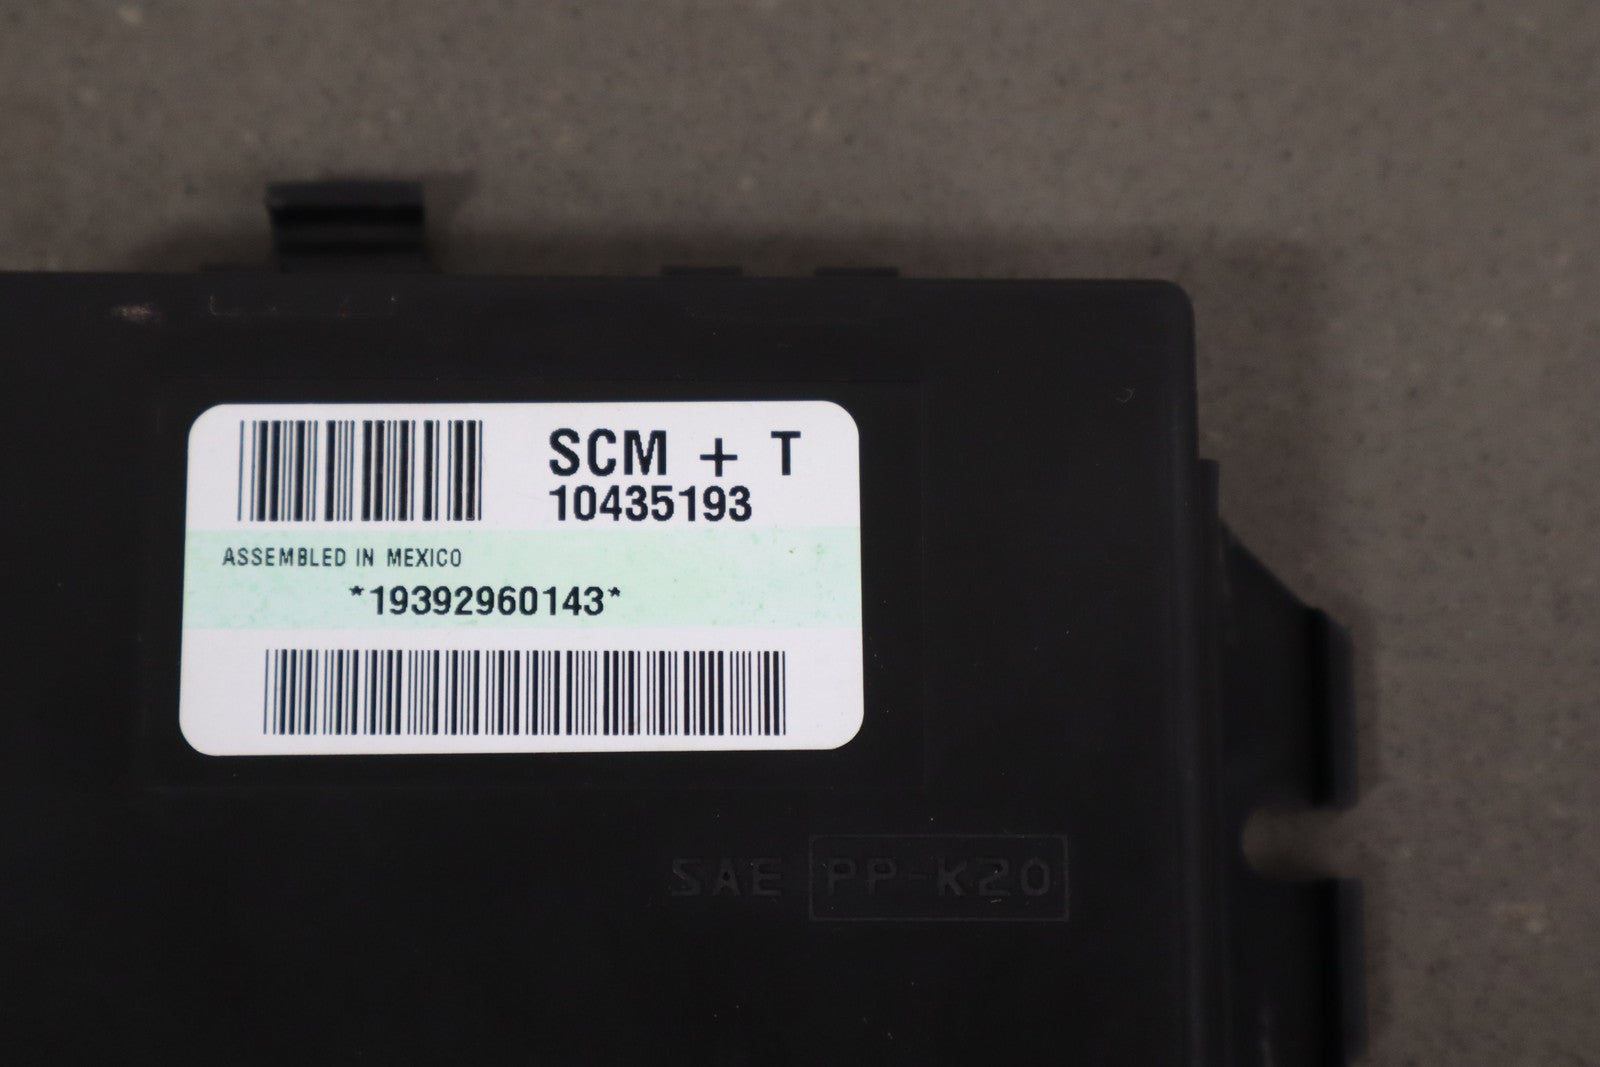 SCM + T
10435193
ASSEMBLED IN MEXICO
*19392960143*
SAE PP-K20